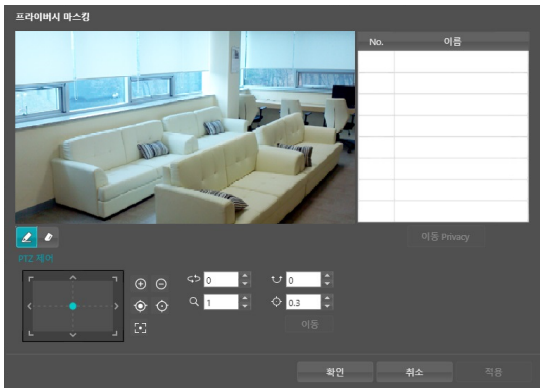 프라이버시 마스킹
No. 이름
이동 Privacy
PTZ 제어
0 0
1 0.3
이동
확인 취소 적용